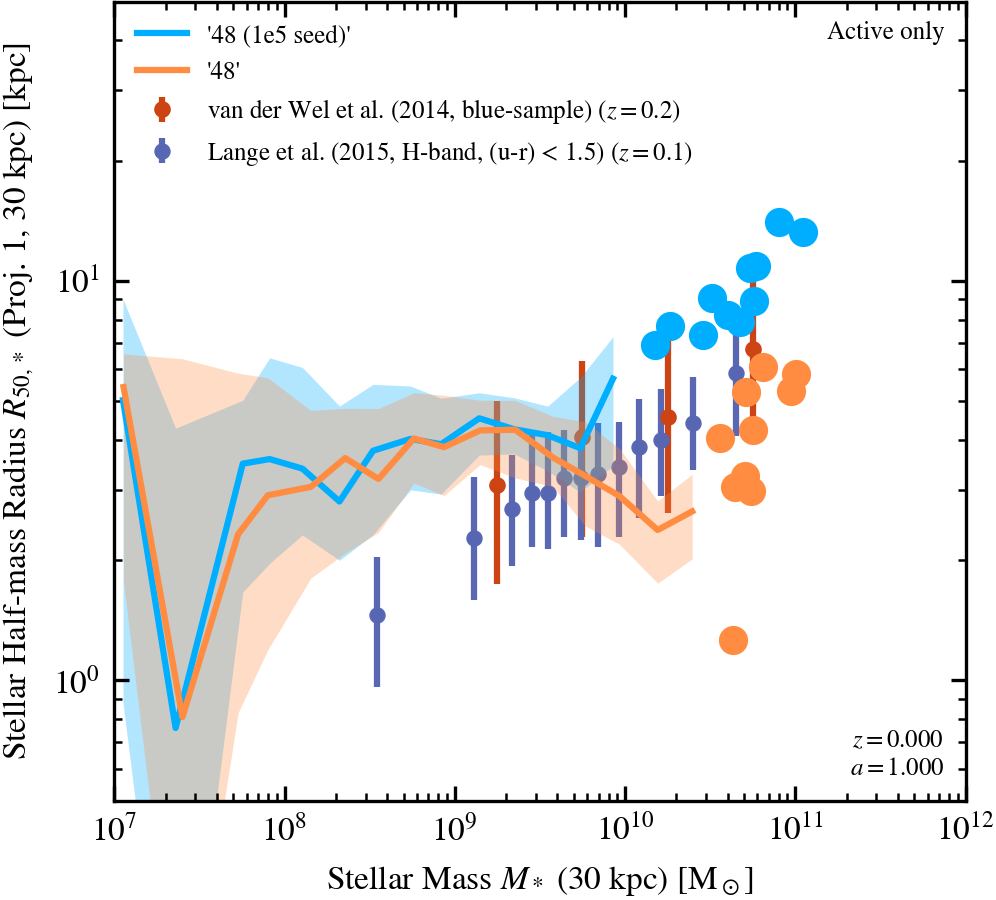 '48 (1e5 seed)'
'48'
van der Wel et al. (2014, blue-sample) (z = 0.2)
Lange et al. (2015, H-band, (u-r) < 1.5) (z = 0.1)
Active only
Stellar Half-mass Radius R₅₀,∗ (Proj. 1, 30 kpc) [kpc]
10¹
10⁰
z = 0.000
a = 1.000
10⁷ 10⁸ 10⁹ 10¹⁰ 10¹¹ 10¹²
Stellar Mass M∗ (30 kpc) [M⊙]